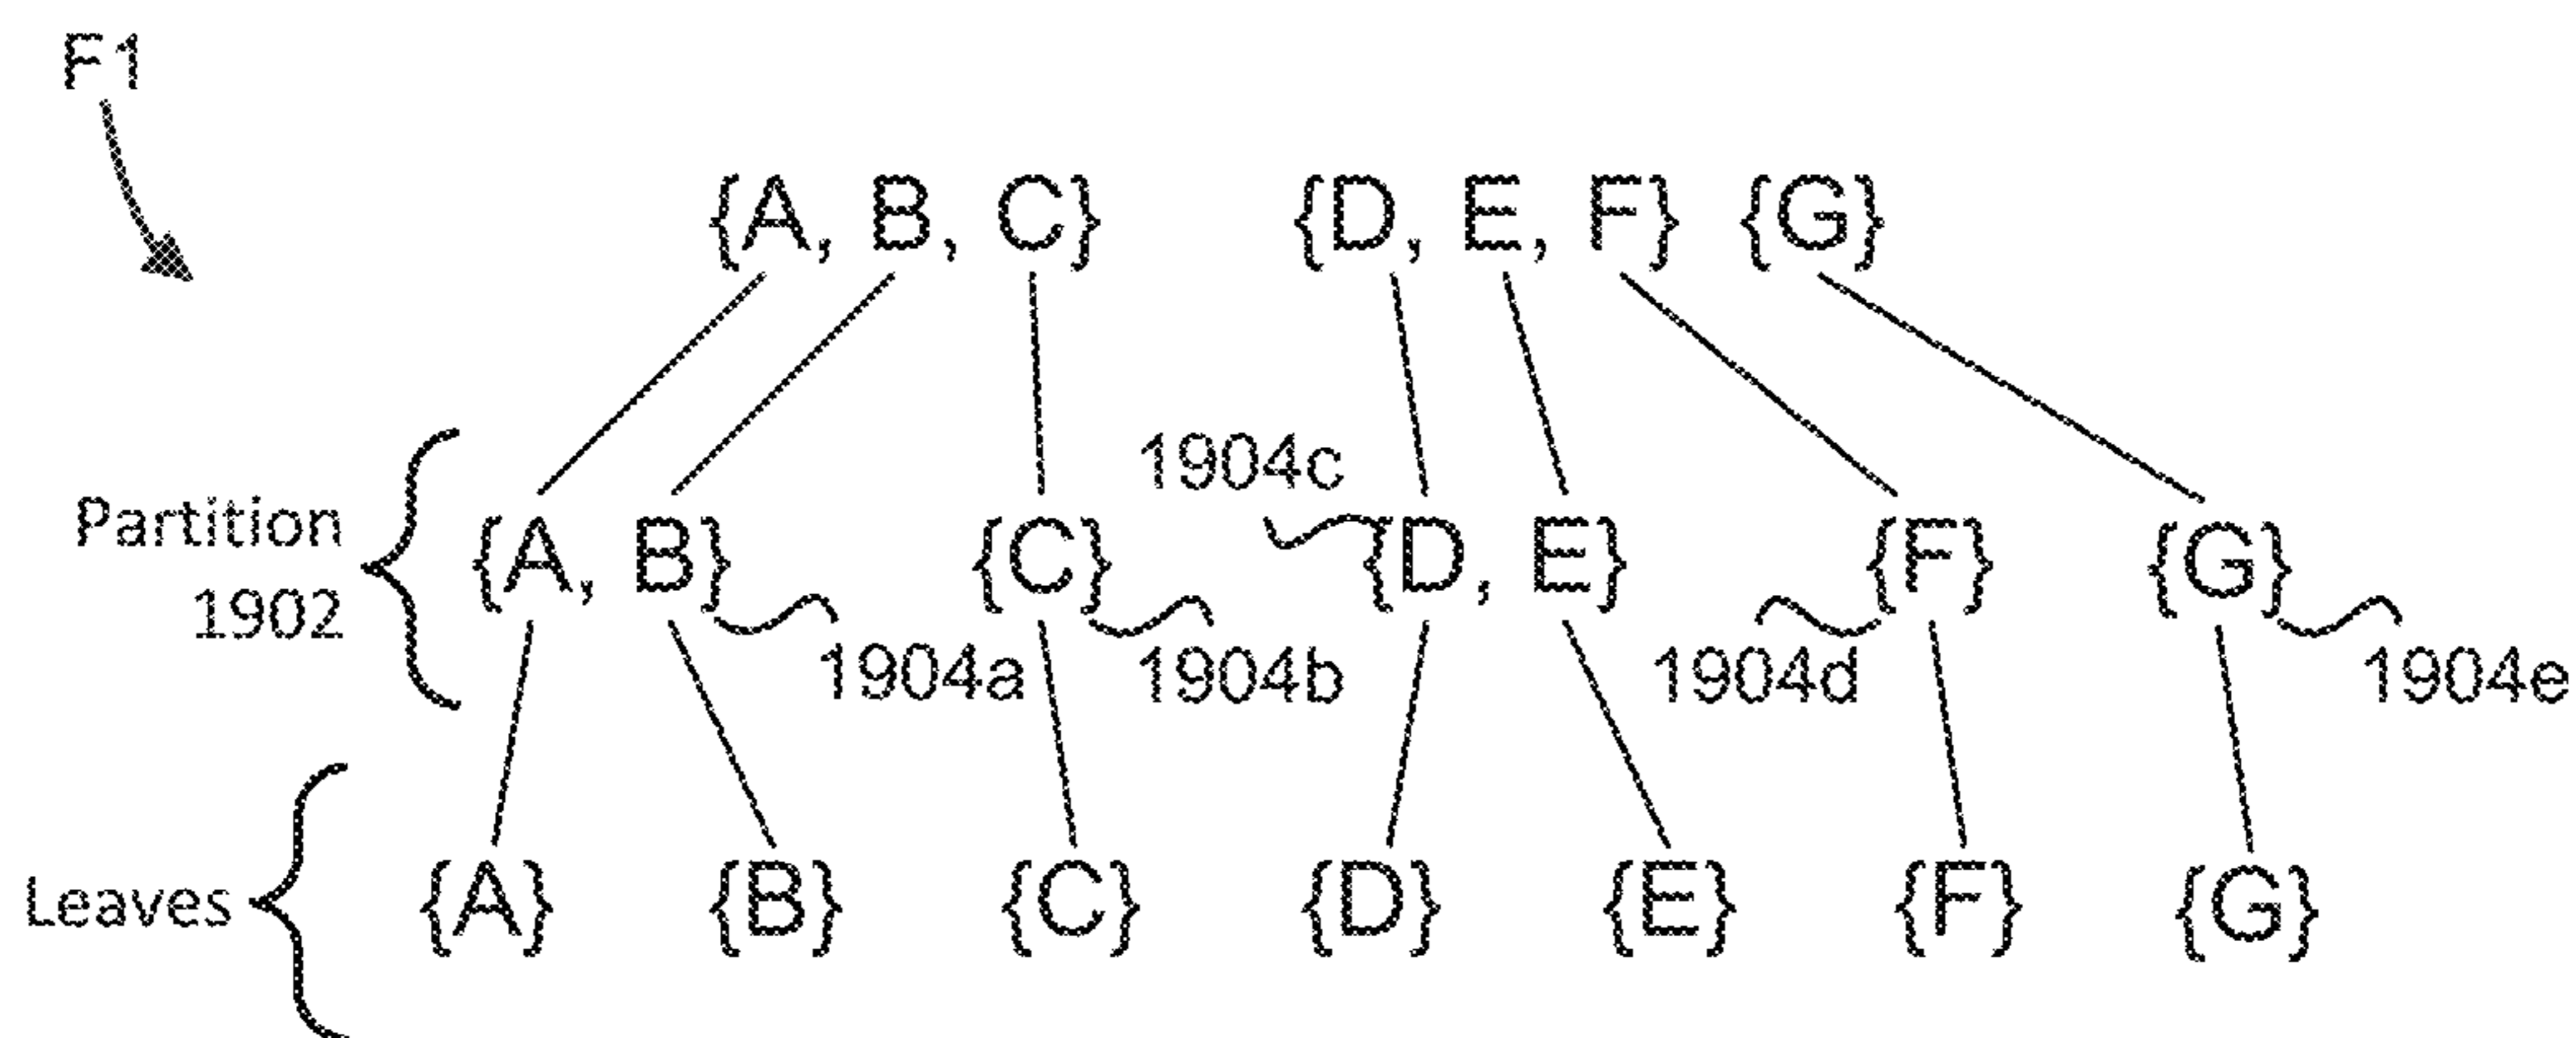 F1
{A, B, C} {D, E, F} {G}
1904c
Partition
1902
{A, B} {C} {D, E} {F} {G}
1904a 1904b 1904d 1904e
Leaves
{A} {B} {C} {D} {E} {F} {G}